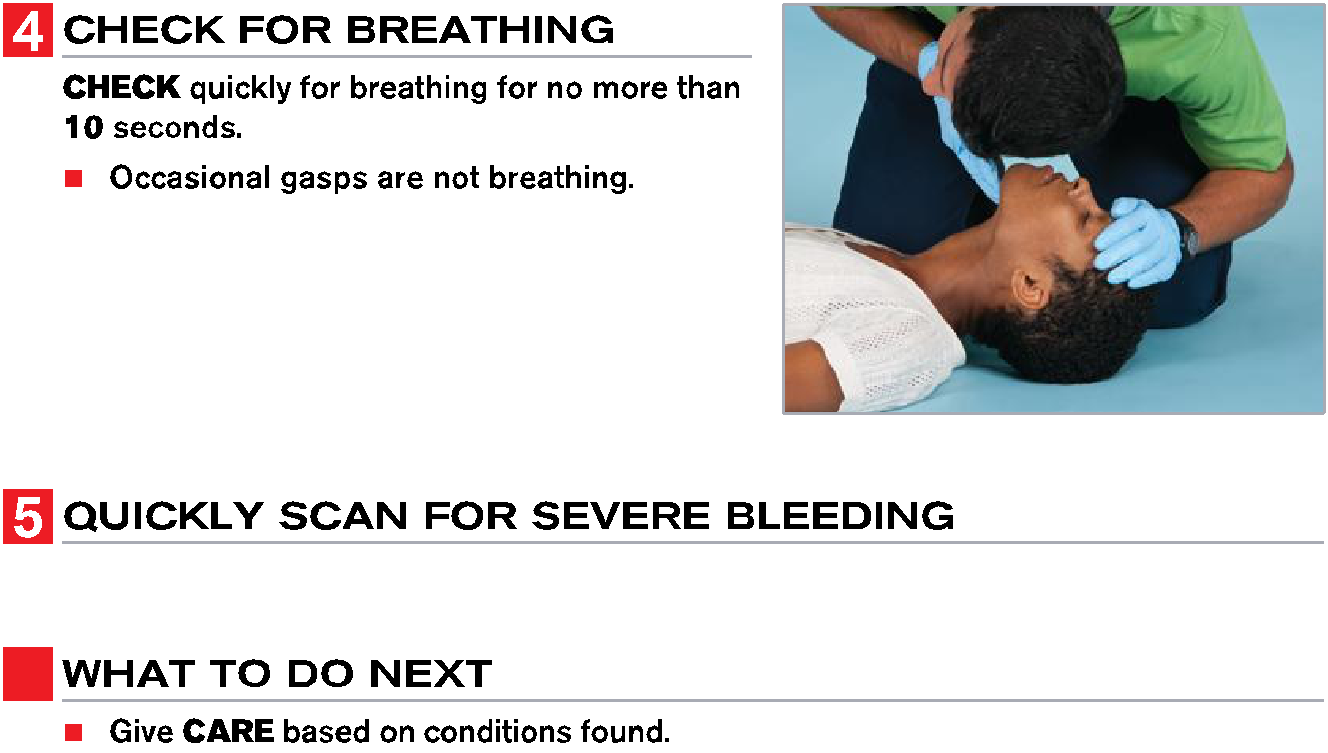 4 CHECK FOR BREATHING
CHECK quickly for breathing for no more than
10 seconds.
■ Occasional gasps are not breathing.
5 QUICKLY SCAN FOR SEVERE BLEEDING
WHAT TO DO NEXT
■ Give CARE based on conditions found.